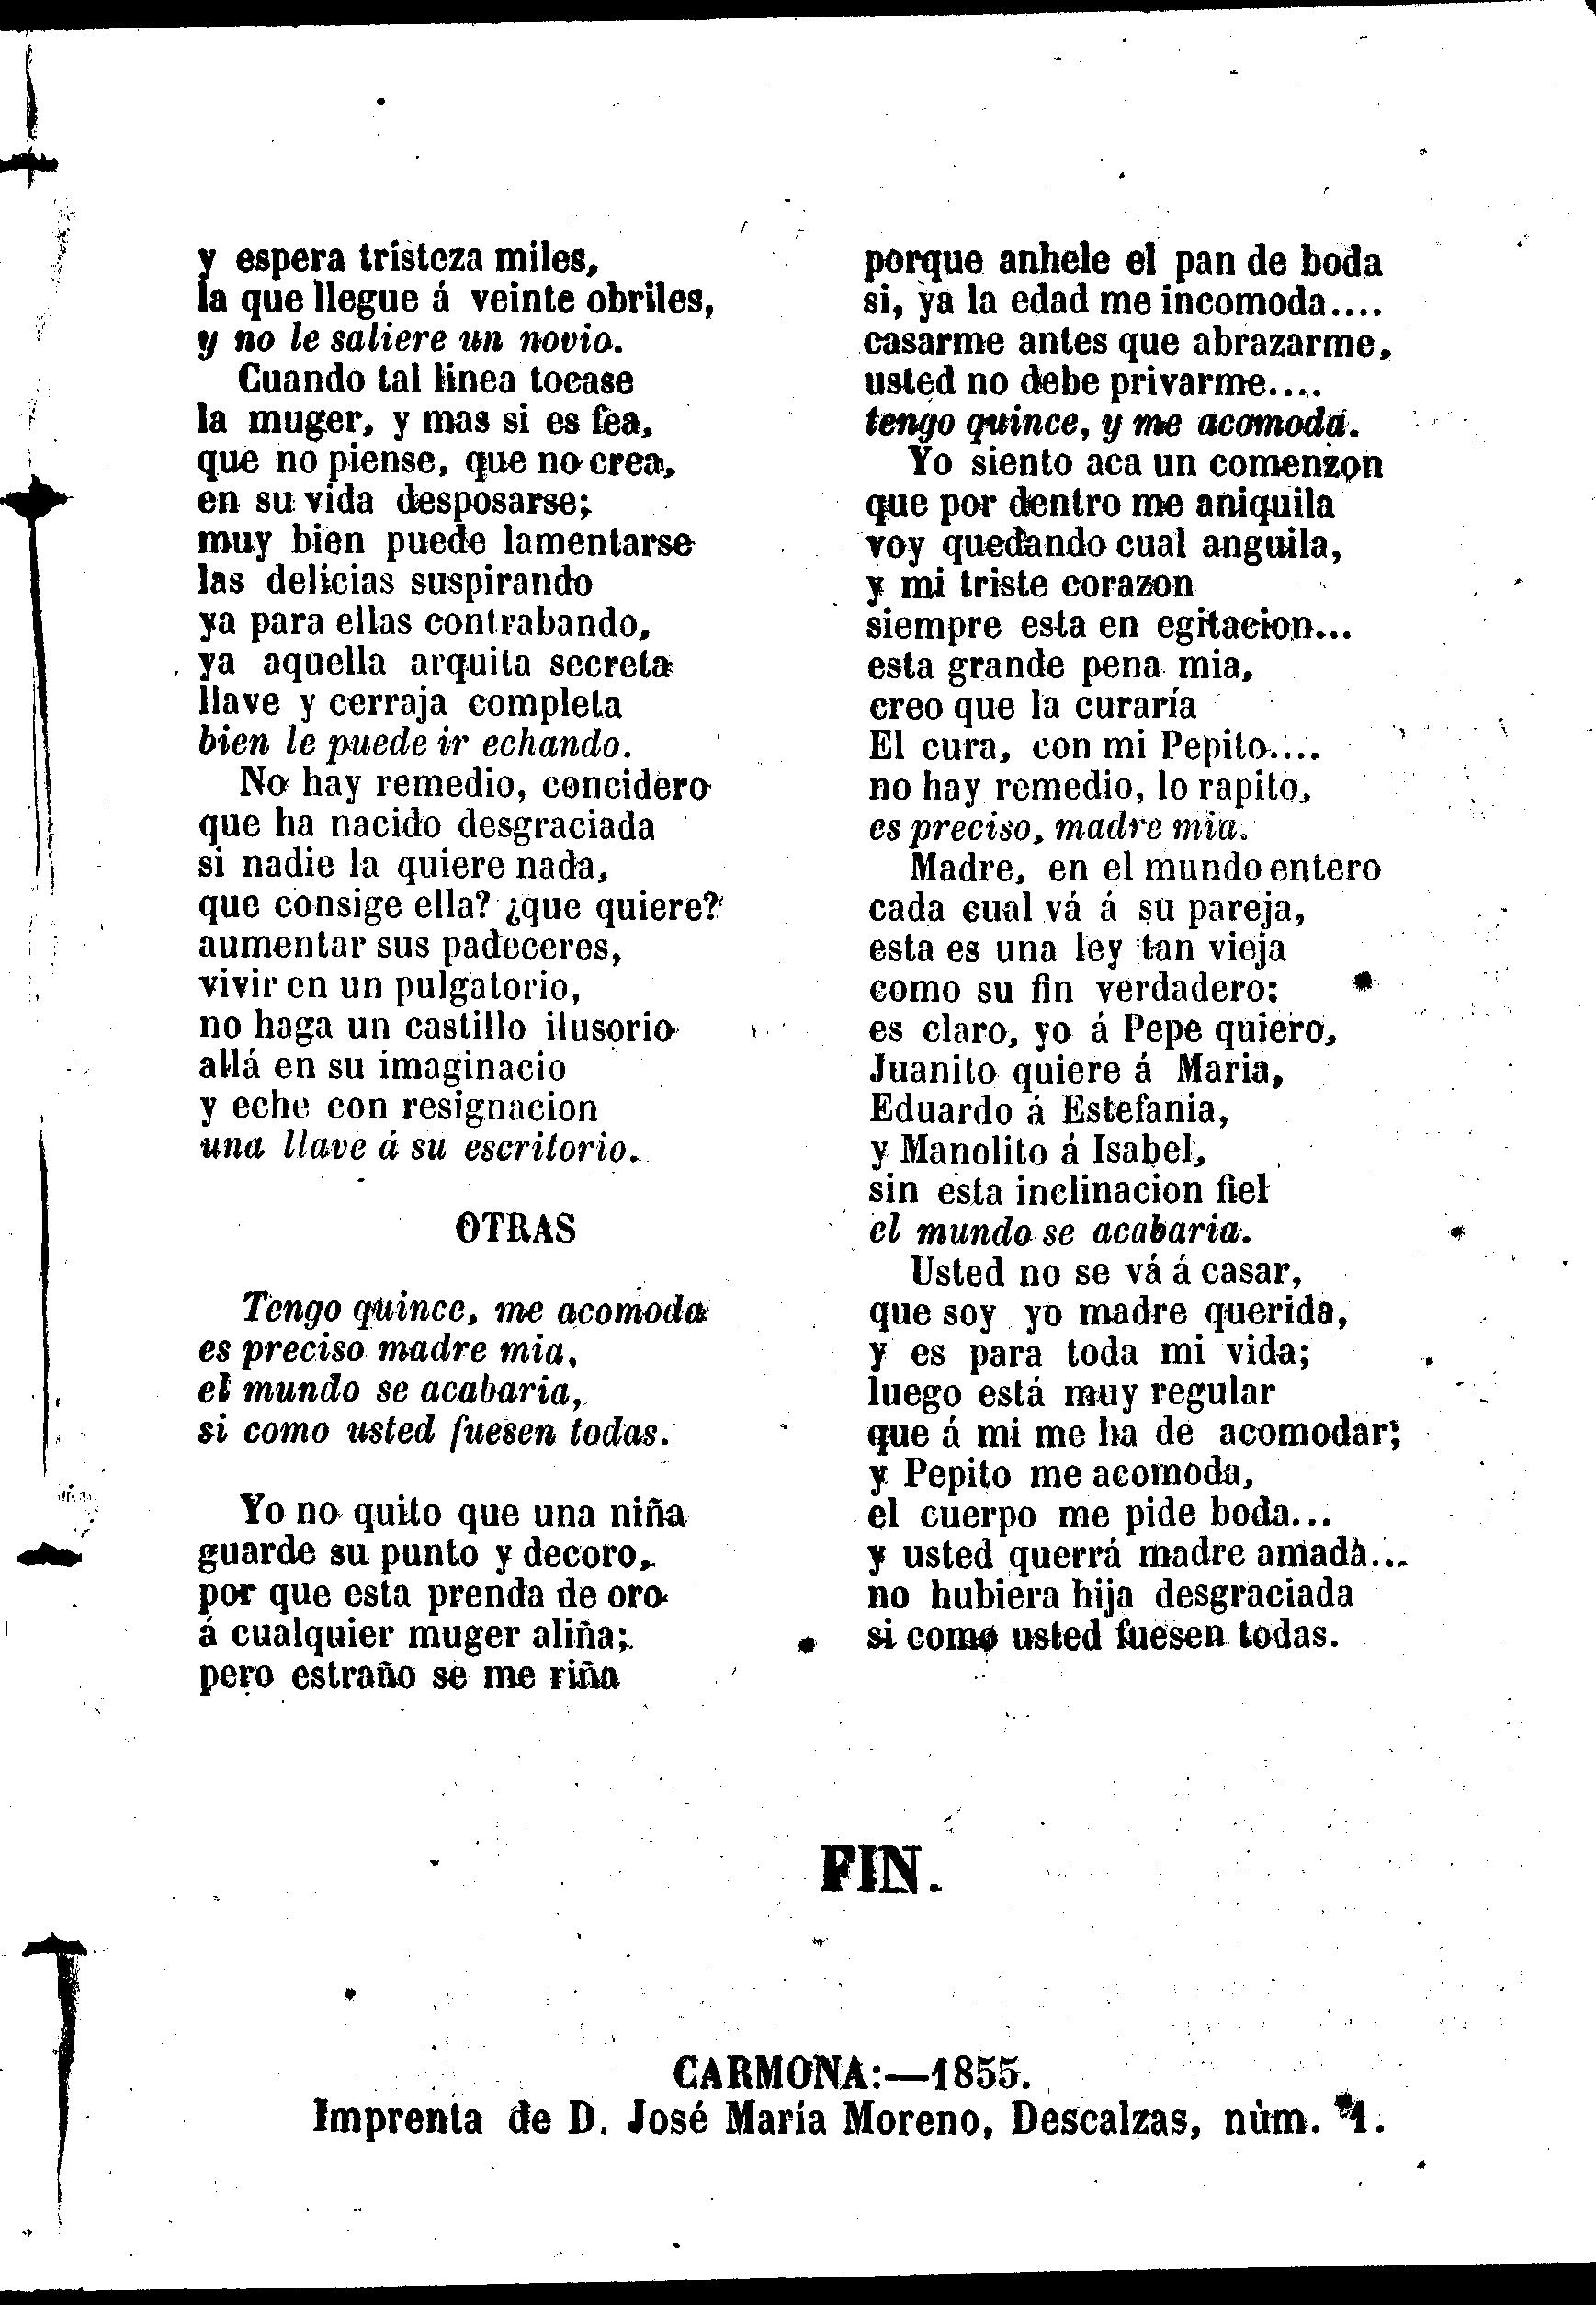 y espera tristeza miles,
la que llegue á veinte obriles,
y no le saliere un novio.
Cuando tal linea tocase
la muger, y mas si es fea,
que no piense, que no crea,
en su vida desposarse;
muy bien puede lamentarse
las delicias suspirando
ya para ellas contrabando,
ya aquella arquita secreta
llave y cerraja completa
bien le puede ir echando.
No hay remedio, concidero
que ha nacido desgraciada
si nadie la quiere nada,
que consige ella? ¿que quiere?
aumentar sus padeceres,
vivir en un pulgatorio,
no haga un castillo ilusorio
allá en su imaginacio
y eche con resignacion
una llave á su escritorio.
OTRAS
Tengo quince, me acomoda
es preciso madre mia,
el mundo se acabaria,
si como usted fuesen todas.
Yo no quito que una niña
guarde su punto y decoro,
por que esta prenda de oro
á cualquier muger aliña;
pero estraño se me riña
porque anhele el pan de boda
si, ya la edad me incomoda....
casarme antes que abrazarme,
usted no debe privarme....
tengo quince, y me acomoda.
Yo siento aca un comenzon
que por dentro me aniquila
voy quedando cual anguila,
y mi triste corazon
siempre esta en egitacion...
esta grande pena mia,
creo que la curaría
El cura, con mi Pepito....
no hay remedio, lo rapito,
es preciso, madre mia.
Madre, en el mundo entero
cada cual vá á su pareja,
esta es una ley tan vieja
como su fin verdadero:
es claro, yo á Pepe quiero,
Juanito quiere á Maria,
Eduardo á Estefania,
y Manolito á Isabel,
sin esta inclinacion fiel
el mundo se acabaria.
Usted no se vá á casar,
que soy yo madre querida,
y es para toda mi vida;
luego está muy regular
que á mi me ha de acomodar;
y Pepito me acomoda,
el cuerpo me pide boda...
y usted querrá madre amada...
no hubiera hija desgraciada
si como usted fuesen todas.
FIN.
CARMONA:—1855.
Imprenta de D. José María Moreno, Descalzas, núm. 1.